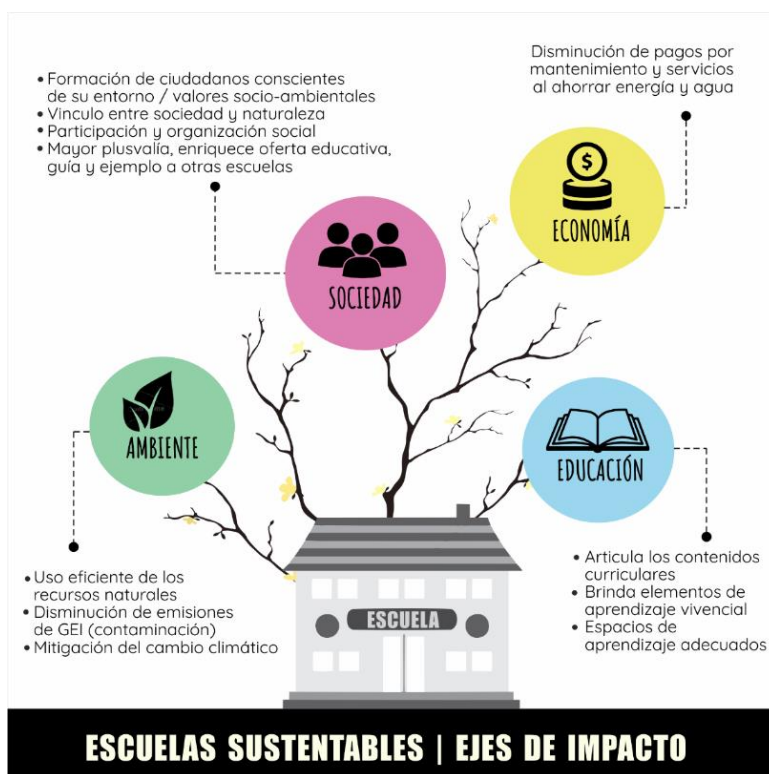 • Formación de ciudadanos conscientes
de su entorno / valores socio-ambientales
• Vinculo entre sociedad y naturaleza
• Participación y organización social
• Mayor plusvalía, enriquece oferta educativa,
guía y ejemplo a otras escuelas
Disminución de pagos por
mantenimiento y servicios
al ahorrar energía y agua
$
ECONOMÍA
SOCIEDAD
AMBIENTE
EDUCACIÓN
• Uso eficiente de los
recursos naturales
• Disminución de emisiones
de GEI (contaminación)
• Mitigación del cambio climático
ESCUELA
• Articula los contenidos
curriculares
• Brinda elementos de
aprendizaje vivencial
• Espacios de
aprendizaje adecuados
ESCUELAS SUSTENTABLES | EJES DE IMPACTO